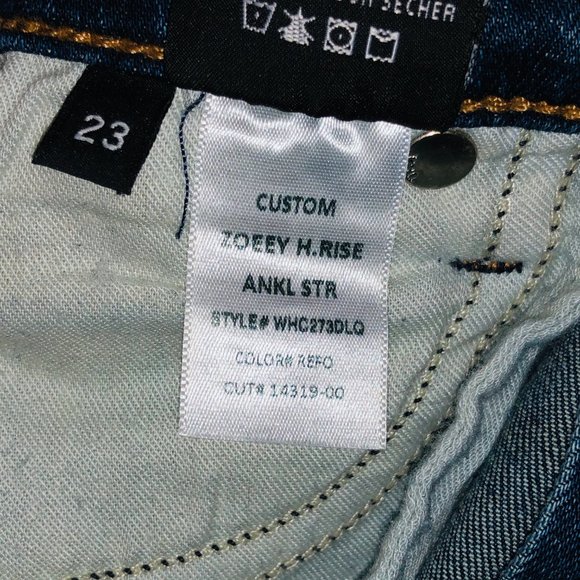 SECHER
23
CUSTOM
ZOEEY H.RISE
ANKL STR
STYLE# WHC273DLQ
COLOR# REFO
CUT# 14319-00